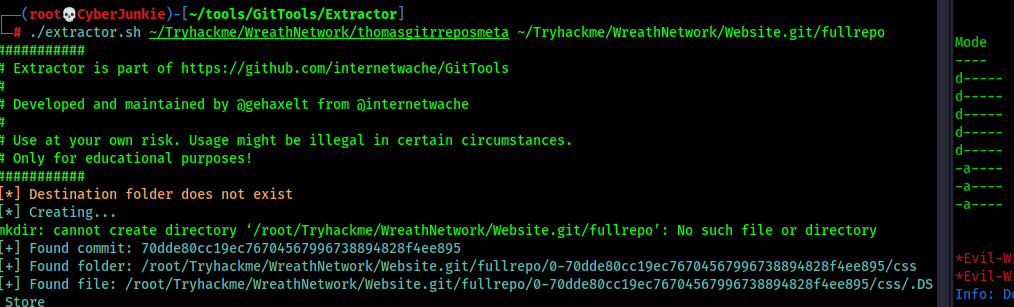 ┌──(root💀CyberJunkie)-[~/tools/GitTools/Extractor]
└─# ./extractor.sh ~/Tryhackme/WreathNetwork/thomasgitrreposmeta ~/Tryhackme/WreathNetwork/Website.git/fullrepo
###########
# Extractor is part of https://github.com/internetwache/GitTools
#
# Developed and maintained by @gehaxelt from @internetwache
#
# Use at your own risk. Usage might be illegal in certain circumstances.
# Only for educational purposes!
###########
[*] Destination folder does not exist
[*] Creating...
mkdir: cannot create directory ‘/root/Tryhackme/WreathNetwork/Website.git/fullrepo’: No such file or directory
[+] Found commit: 70dde80cc19ec76704567996738894828f4ee895
[+] Found folder: /root/Tryhackme/WreathNetwork/Website.git/fullrepo/0-70dde80cc19ec76704567996738894828f4ee895/css
[+] Found file: /root/Tryhackme/WreathNetwork/Website.git/fullrepo/0-70dde80cc19ec76704567996738894828f4ee895/css/.DS
_Store
Mode
----
d-----
d-----
d-----
d-----
d-----
-a----
-a----
-a----
*Evil-Wi
*Evil-Wi
Info: Do